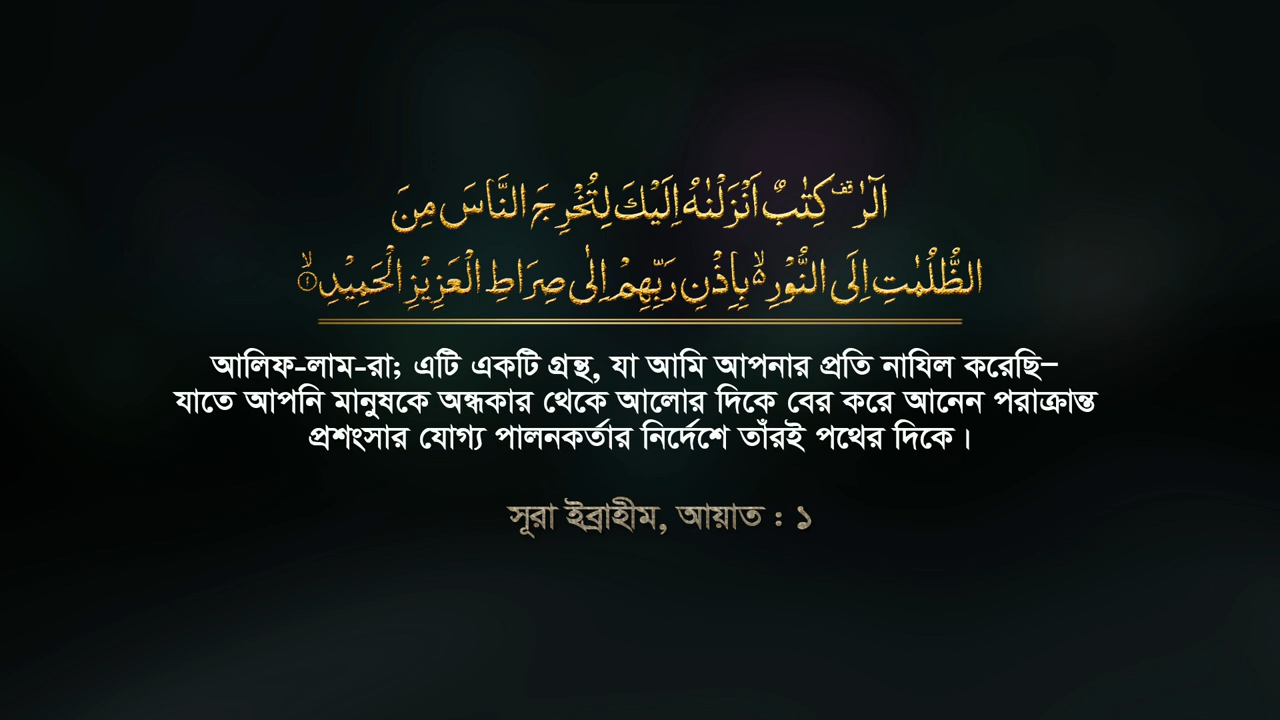 الٓرٰ ۟ قف كِتٰبٌ اَنْزَلْنٰهُ اِلَيْكَ لِتُخْرِجَ النَّاسَ مِنَ
الظُّلُمٰتِ اِلَى النُّوْرِ ۙ۬ بِاِذْنِ رَبِّهِمْ اِلٰى صِرَاطِ الْعَزِيْزِ الْحَمِيْدِ ۙ﴿۱﴾
আলিফ-লাম-রা; এটি একটি গ্রন্থ, যা আমি আপনার প্রতি নাযিল করেছি–
যাতে আপনি মানুষকে অন্ধকার থেকে আলোর দিকে বের করে আনেন পরাক্রান্ত
প্রশংসার যোগ্য পালনকর্তার নির্দেশে তাঁরই পথের দিকে।
সূরা ইব্রাহীম, আয়াত : ১